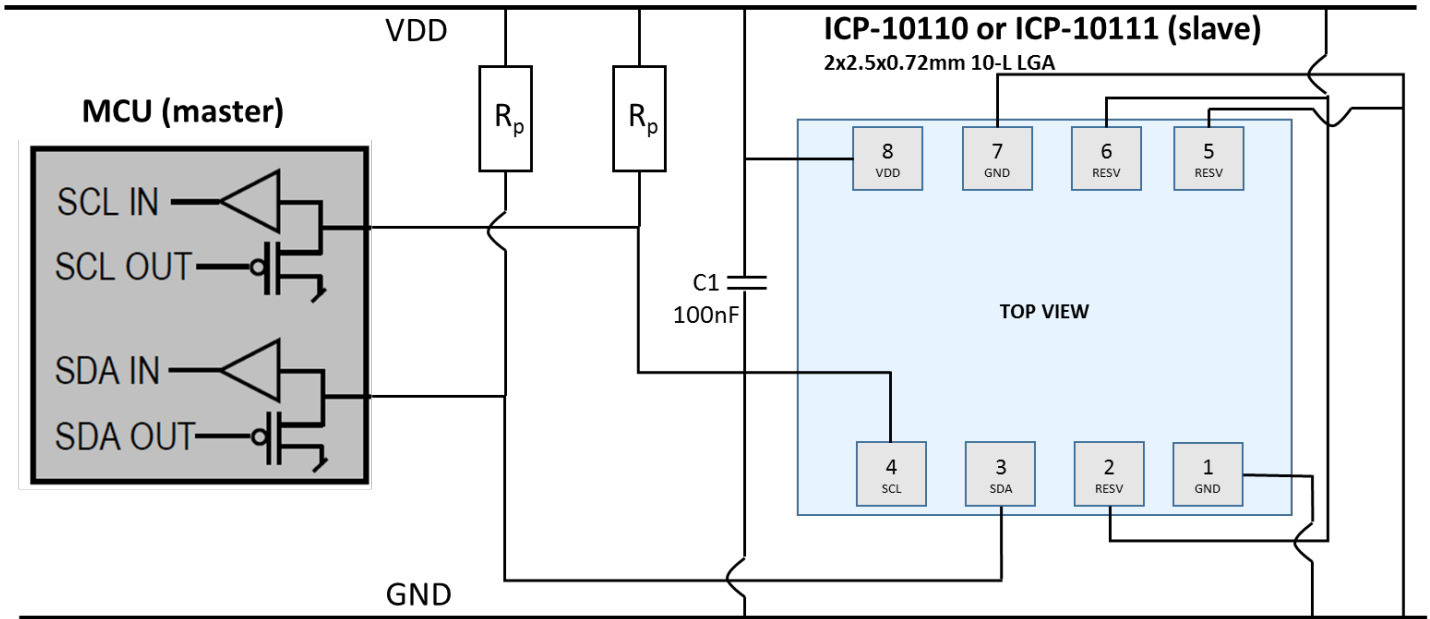 VDD
ICP-10110 or ICP-10111 (slave)
2x2.5x0.72mm 10-L LGA
MCU (master)
Rp
Rp
8
VDD
7
GND
6
RESV
5
RESV
SCL IN
SCL OUT
C1
100nF
TOP VIEW
SDA IN
SDA OUT
4
SCL
3
SDA
2
RESV
1
GND
GND